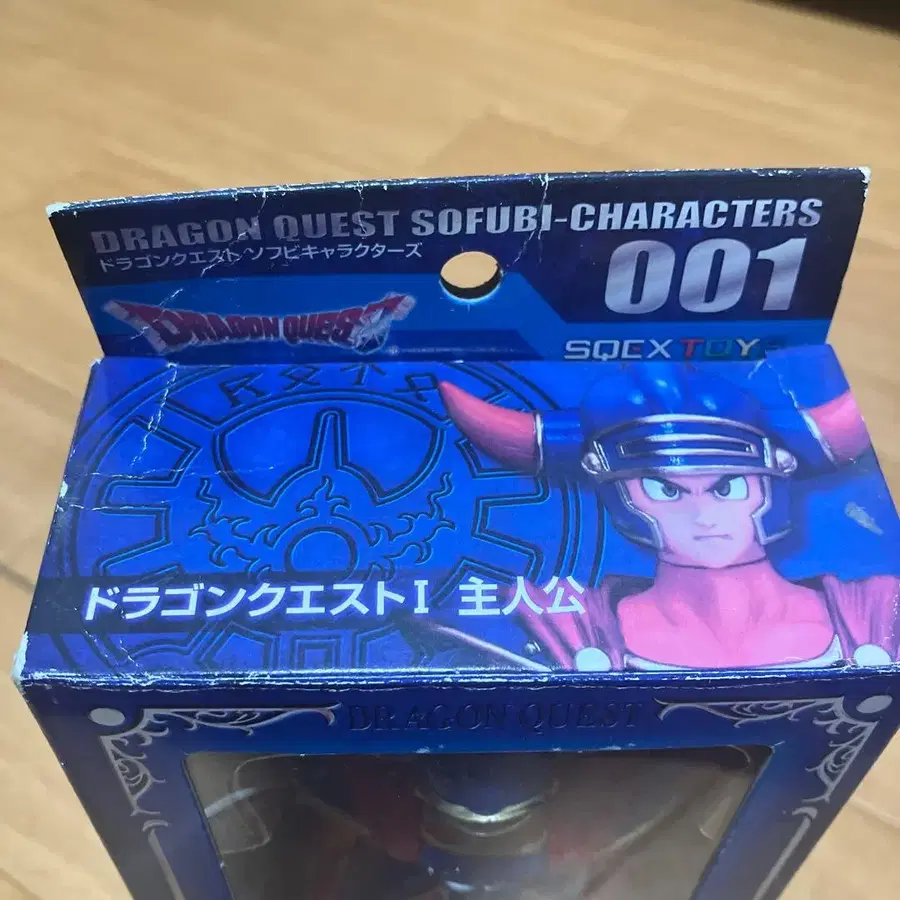 DRAGON QUEST SOFUBI-CHARACTERS
ドラゴンクエスト ソフビキャラクターズ
001
DRAGON QUEST
SQEX TOYS
ドラゴンクエストI 主人公
DRAGON QUEST